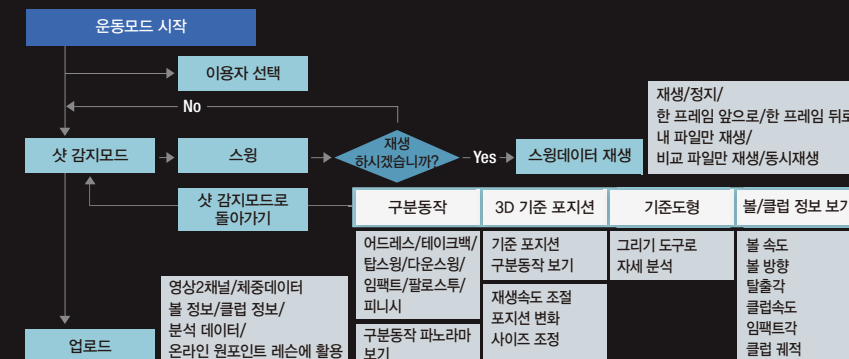 운동모드 시작
이용자 선택
No
재생/정지/
한 프레임 앞으로/한 프레임 뒤로
내 파일만 재생/
비교 파일만 재생/동시재생
샷 감지모드
스윙
재생
하시겠습니까?
Yes
스윙데이터 재생
샷 감지모드로
돌아가기
구분동작
3D 기준 포지션
기준도형
볼/클럽 정보 보기
어드레스/테이크백/
탑스윙/다운스윙/
임팩트/팔로스투/
피니시
구분동작 파노라마
보기
기준 포지션
구분동작 보기
재생속도 조절
포지션 변화
사이즈 조정
그리기 도구로
자세 분석
볼 속도
볼 방향
탈출각
클럽속도
임팩트각
클럽 궤적
업로드
영상2채널/체중데이터
볼 정보/클럽 정보/
분석 데이터/
온라인 원포인트 레슨에 활용